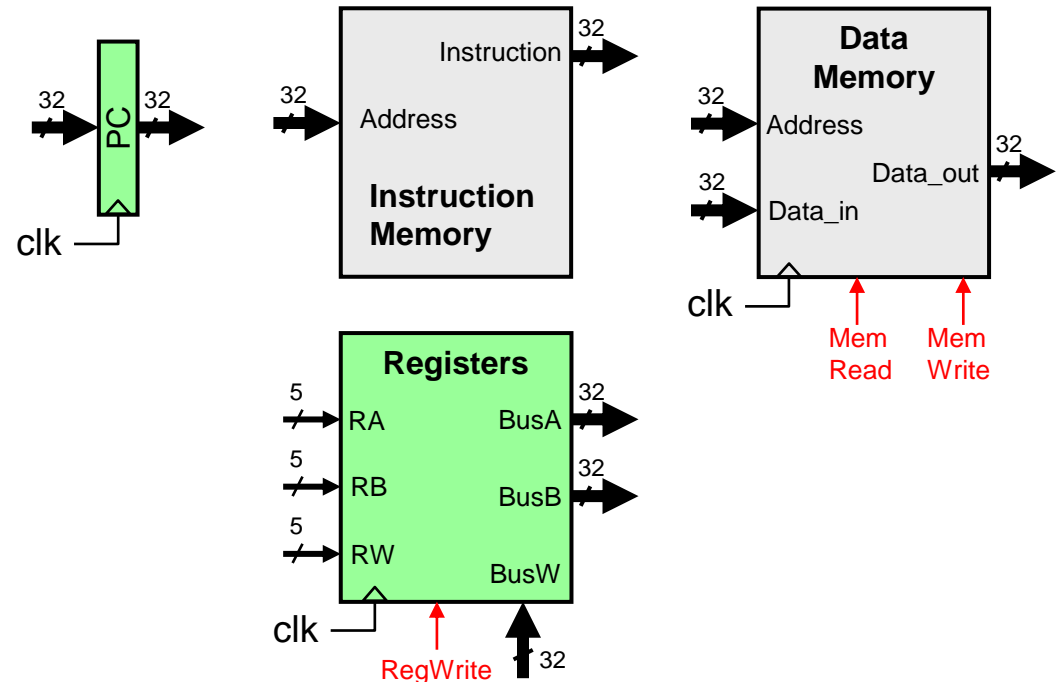 32
32
PC
clk
32
Instruction
32
Address
Instruction
Memory
Data
Memory
32
Address
32
Data_out
32
Data_in
clk
Mem
Read
Mem
Write
Registers
5
RA
32
BusA
5
RB
32
BusB
5
RW
BusW
clk
RegWrite
32